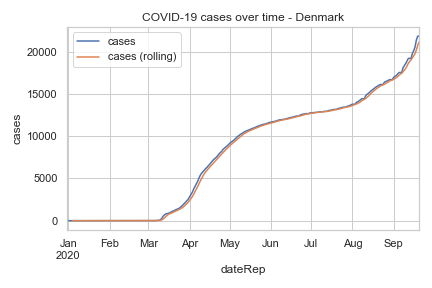 COVID-19 cases over time - Denmark
cases
cases (rolling)
20000
15000
10000
5000
0
cases
Jan Feb Mar Apr May Jun Jul Aug Sep
2020
dateRep